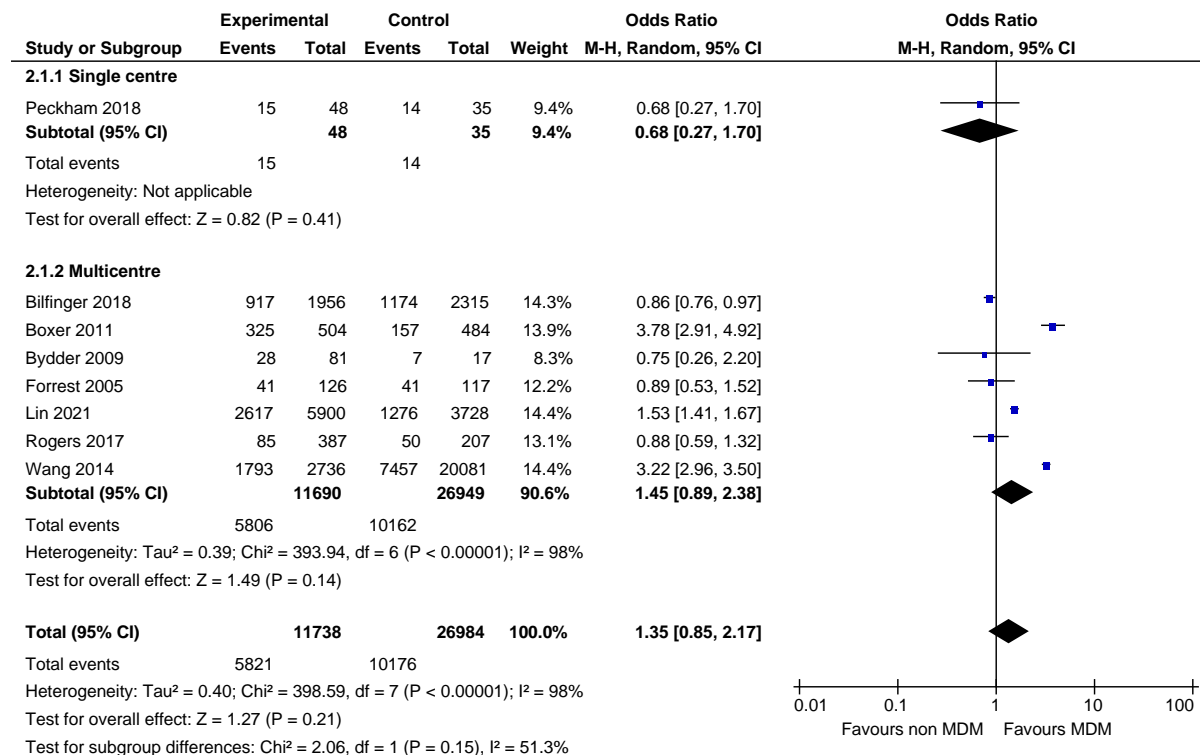 Experimental Control Odds Ratio Odds Ratio
Study or Subgroup Events Total Events Total Weight M-H, Random, 95% CI M-H, Random, 95% CI
2.1.1 Single centre
Peckham 2018 15 48 14 35 9.4% 0.68 [0.27, 1.70]
Subtotal (95% CI) 48 35 9.4% 0.68 [0.27, 1.70]
Total events 15 14
Heterogeneity: Not applicable
Test for overall effect: Z = 0.82 (P = 0.41)
2.1.2 Multicentre
Bilfinger 2018 917 1956 1174 2315 14.3% 0.86 [0.76, 0.97]
Boxer 2011 325 504 157 484 13.9% 3.78 [2.91, 4.92]
Bydder 2009 28 81 7 17 8.3% 0.75 [0.26, 2.20]
Forrest 2005 41 126 41 117 12.2% 0.89 [0.53, 1.52]
Lin 2021 2617 5900 1276 3728 14.4% 1.53 [1.41, 1.67]
Rogers 2017 85 387 50 207 13.1% 0.88 [0.59, 1.32]
Wang 2014 1793 2736 7457 20081 14.4% 3.22 [2.96, 3.50]
Subtotal (95% CI) 11690 26949 90.6% 1.45 [0.89, 2.38]
Total events 5806 10162
Heterogeneity: Tau² = 0.39; Chi² = 393.94, df = 6 (P < 0.00001); I² = 98%
Test for overall effect: Z = 1.49 (P = 0.14)
Total (95% CI) 11738 26984 100.0% 1.35 [0.85, 2.17]
Total events 5821 10176
Heterogeneity: Tau² = 0.40; Chi² = 398.59, df = 7 (P < 0.00001); I² = 98%
Test for overall effect: Z = 1.27 (P = 0.21)
Test for subgroup differences: Chi² = 2.06, df = 1 (P = 0.15), I² = 51.3%
0.01 0.1 1 10 100
Favours non MDM Favours MDM